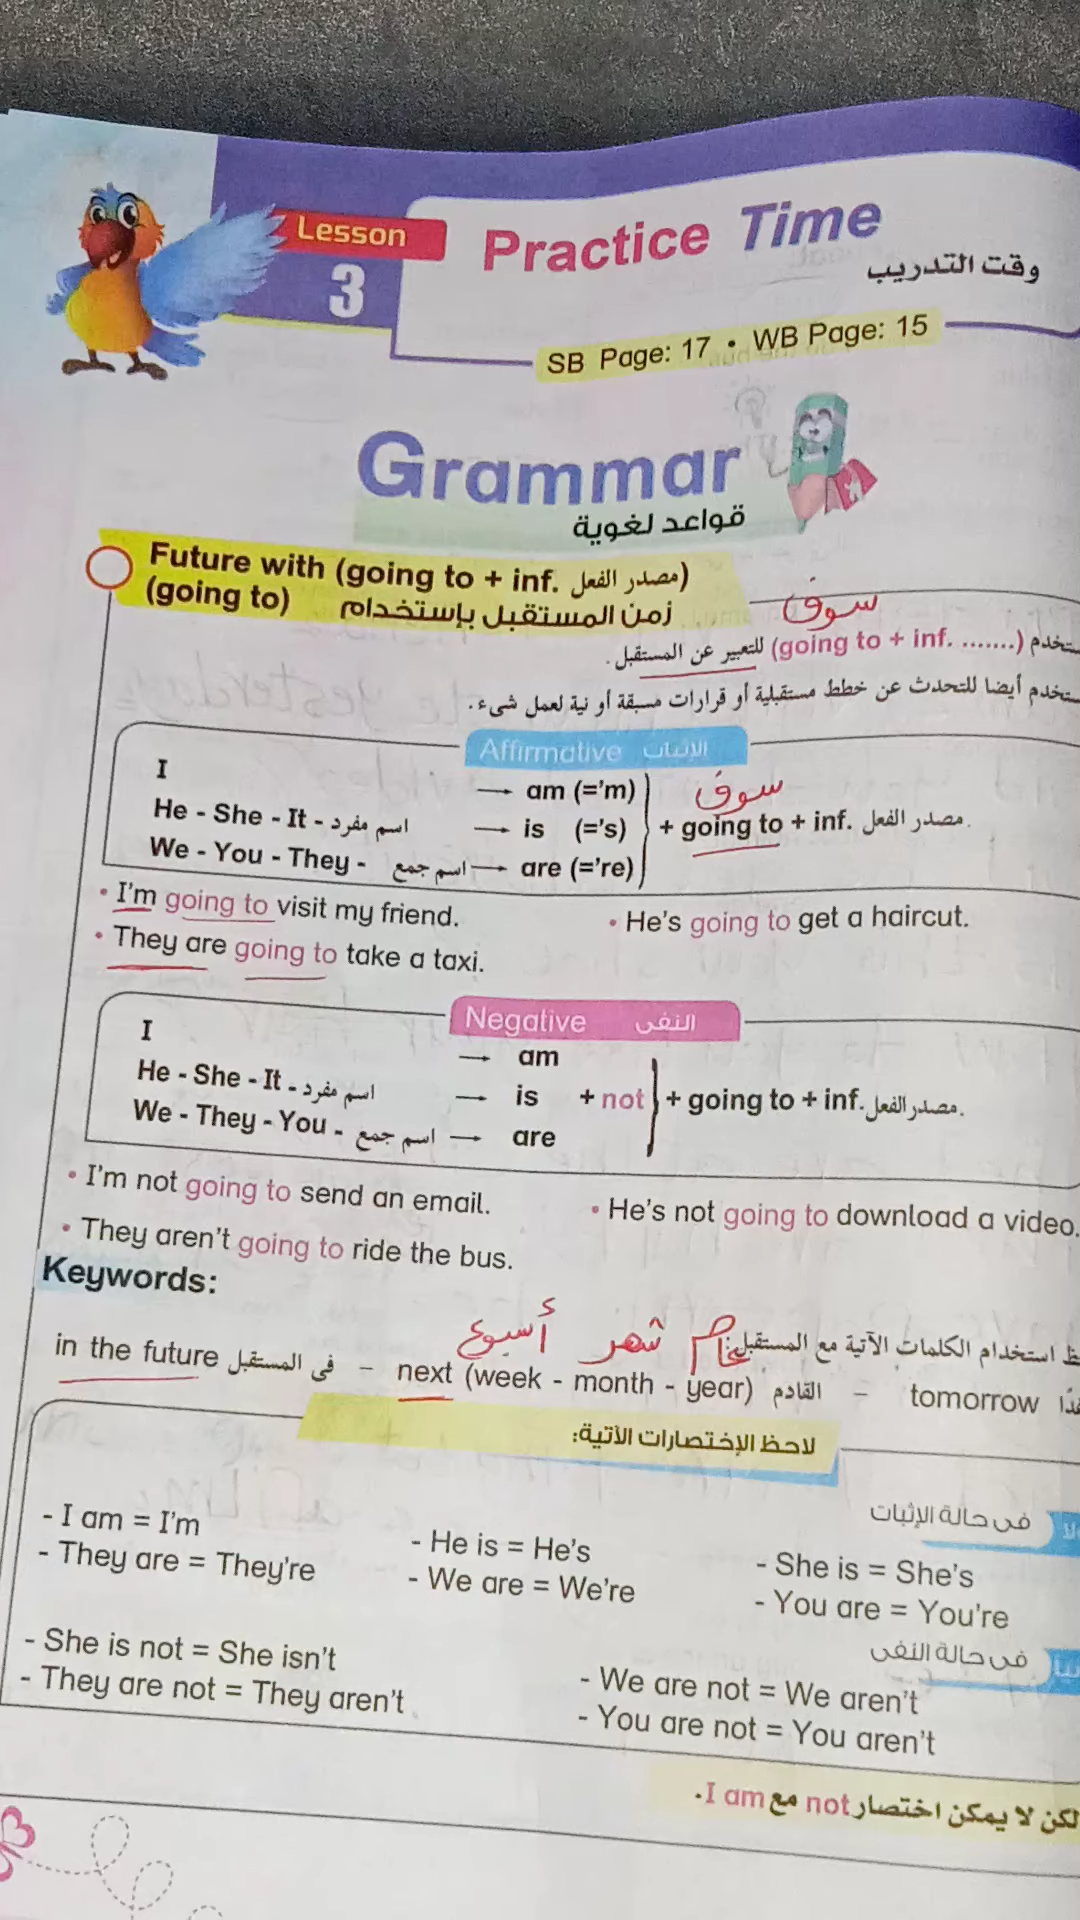 Lesson
3
Practice Time
وقت التدريب
SB Page: 17 • WB Page: 15
Grammar
قواعد لغوية
Future with (going to + inf. مصدر الفعل)
(going to) زمن المستقبل بإستخدام
سوف
(going to + inf. .......) للتعبير عن المستقبل.
أيضا للتحدث عن خطط مستقبلية أو قرارات مسبقة أو نية لعمل شىء.
Affirmative الإثبات
I → am (='m)
سوف
He - She - It - اسم مفرد → is (='s) + going to + inf. مصدر الفعل.
We - You - They - اسم جمع → are (='re)
• I'm going to visit my friend. • He's going to get a haircut.
• They are going to take a taxi.
Negative النفى
I → am
He - She - It - اسم مفرد → is + not + going to + inf. مصدر الفعل.
We - They - You - اسم جمع → are
• I'm not going to send an email. • He's not going to download a video.
• They aren't going to ride the bus.
Keywords:
أسبوع شهر عام
استخدام الكلمات الآتية مع المستقبل:
in the future فى المستقبل – next (week - month - year) القادم – tomorrow
لاحظ الإختصارات الآتية:
فى حالة الإثبات
- I am = I'm - He is = He's - She is = She's
- They are = They're - We are = We're - You are = You're
فى حالة النفى
- She is not = She isn't - We are not = We aren't
- They are not = They aren't - You are not = You aren't
لكن لا يمكن اختصار not مع I am.